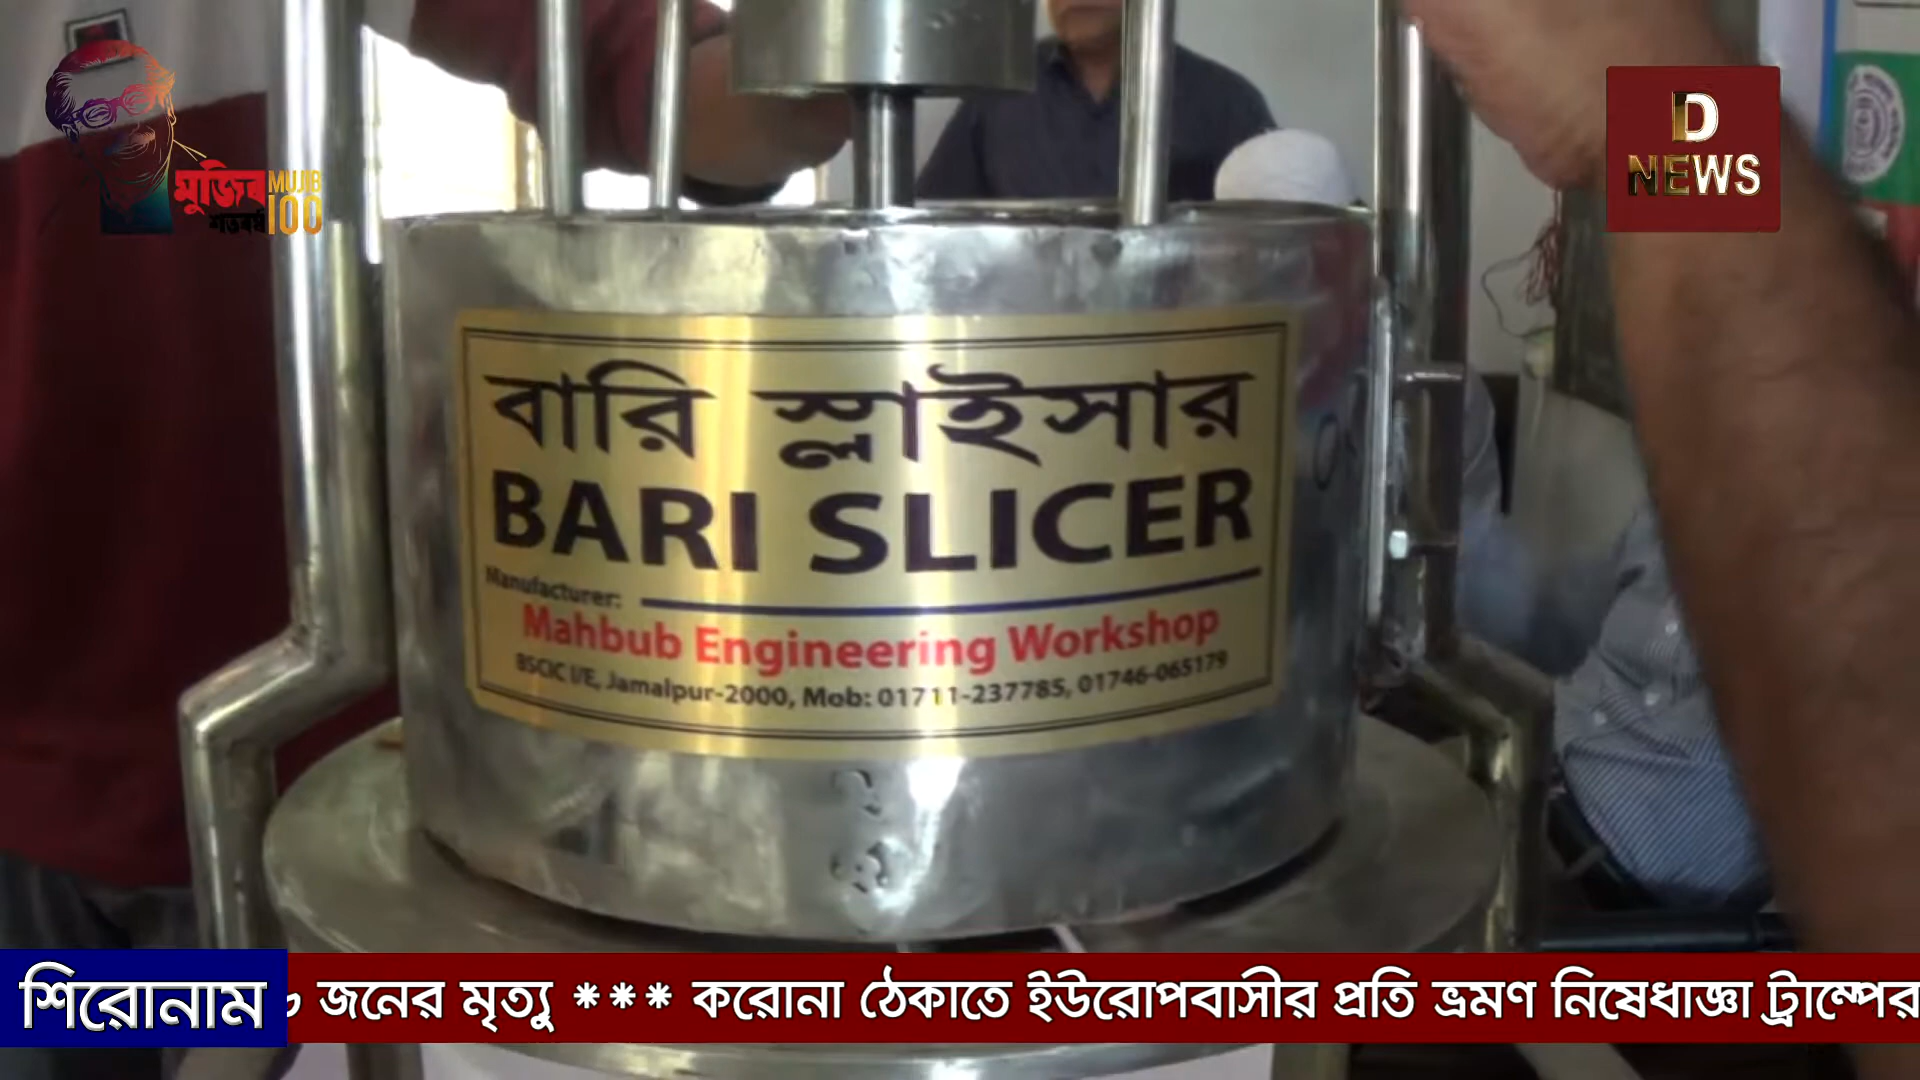 মুজিব
শতবর্ষ
MUJIB
100
D
NEWS
বারি স্লাইসার
BARI SLICER
Manufacturer:
Mahbub Engineering Workshop
BSCIC I/E, Jamalpur-2000, Mob: 01711-237785, 01746-065179
শিরোনাম
জনের মৃত্যু *** করোনা ঠেকাতে ইউরোপবাসীর প্রতি ভ্রমণ নিষেধাজ্ঞা ট্রাম্পের